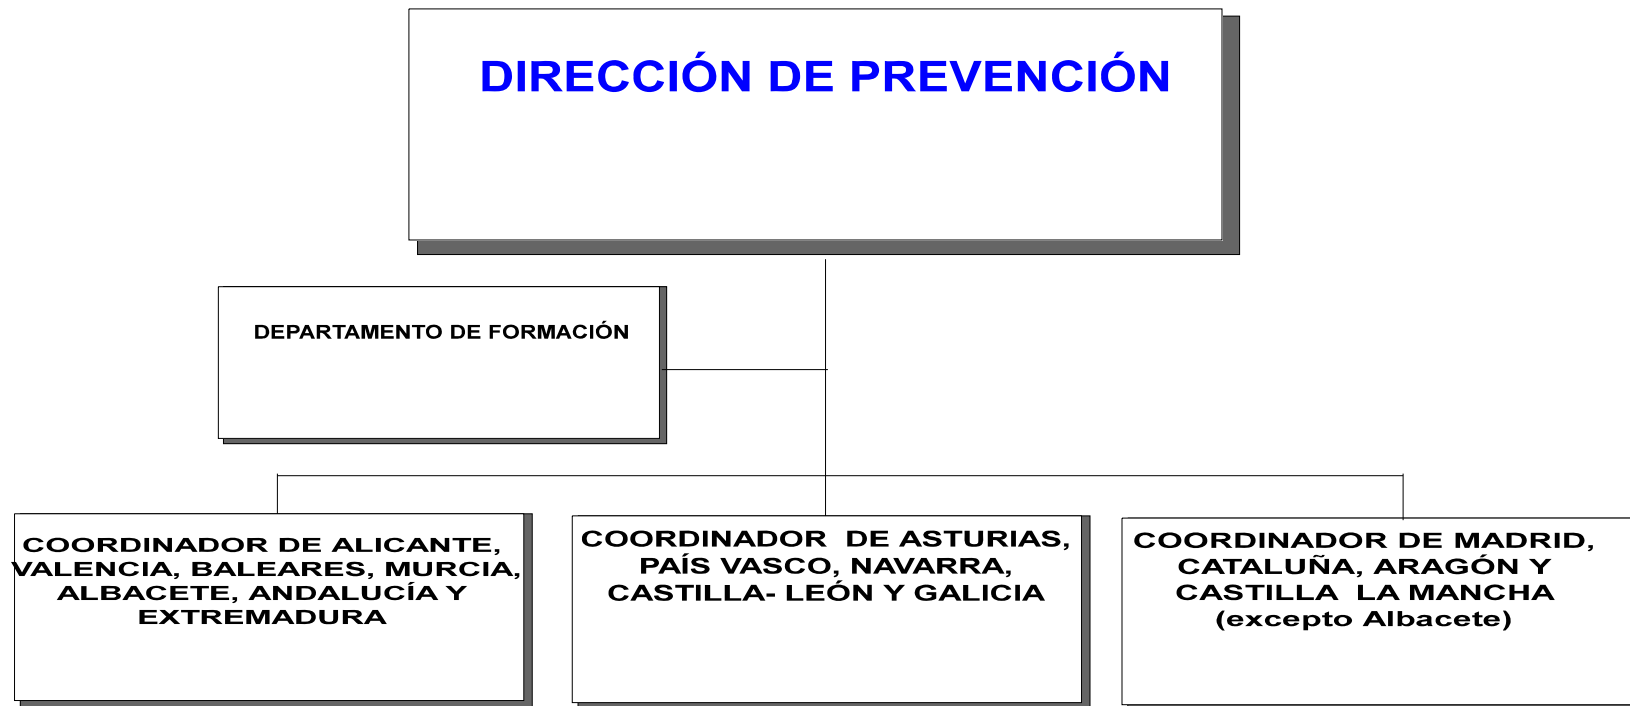 DIRECCIÓN DE PREVENCIÓN
DEPARTAMENTO DE FORMACIÓN
COORDINADOR DE ALICANTE,
VALENCIA, BALEARES, MURCIA,
ALBACETE, ANDALUCÍA Y
EXTREMADURA
COORDINADOR DE ASTURIAS,
PAÍS VASCO, NAVARRA,
CASTILLA- LEÓN Y GALICIA
COORDINADOR DE MADRID,
CATALUÑA, ARAGÓN Y
CASTILLA LA MANCHA
(excepto Albacete)